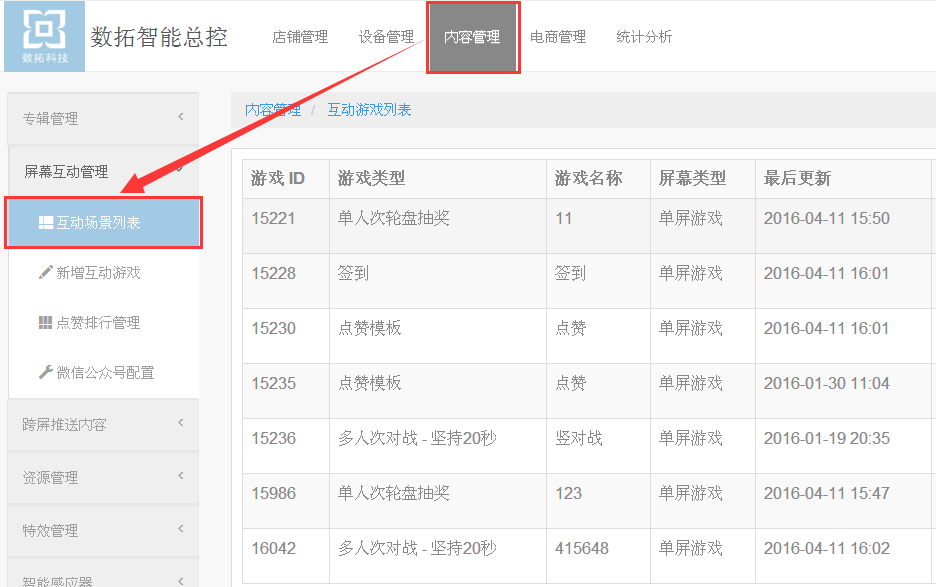 数拓科技
数拓智能总控
店铺管理 设备管理 内容管理 电商管理 统计分析
专辑管理
屏幕互动管理
互动场景列表
新增互动游戏
点赞排行管理
微信公众号配置
跨屏推送内容
资源管理
特效管理
智能感应器
内容管理 / 互动游戏列表
游戏 ID 游戏类型 游戏名称 屏幕类型 最后更新
15221 单人次轮盘抽奖 11 单屏游戏 2016-04-11 15:50
15228 签到 签到 单屏游戏 2016-04-11 16:01
15230 点赞模板 点赞 单屏游戏 2016-04-11 16:01
15235 点赞模板 点赞 单屏游戏 2016-01-30 11:04
15236 多人次对战 - 坚持20秒 竖对战 单屏游戏 2016-01-19 20:35
15986 单人次轮盘抽奖 123 单屏游戏 2016-04-11 15:47
16042 多人次对战 - 坚持20秒 415648 单屏游戏 2016-04-11 16:02